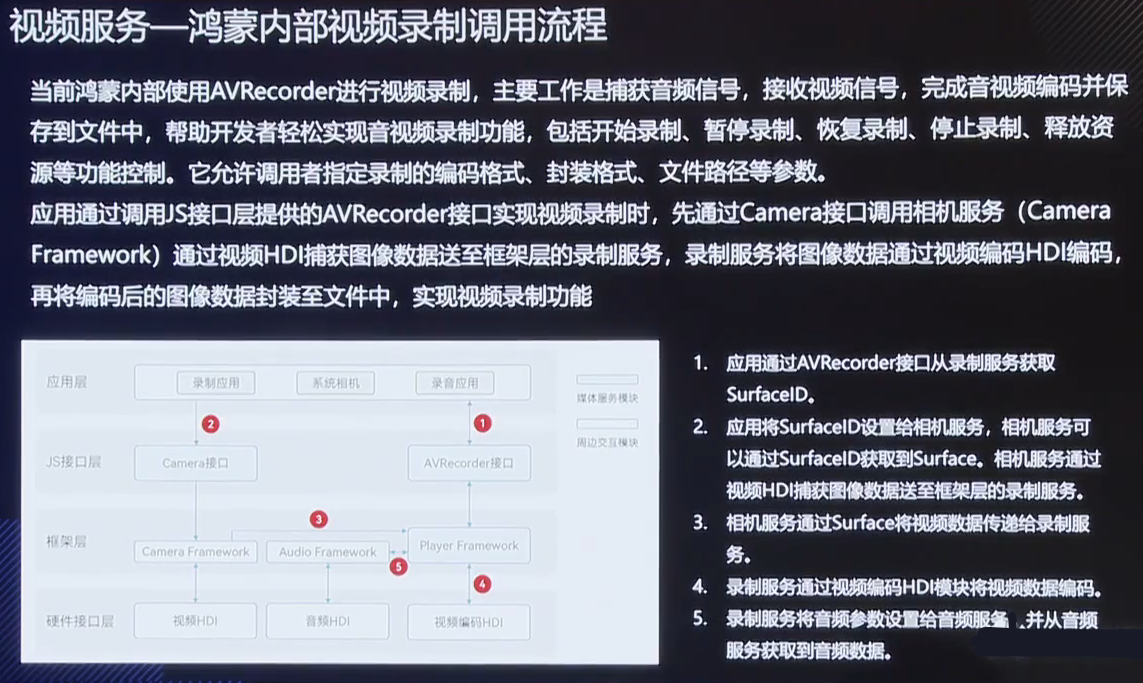 视频服务—鸿蒙内部视频录制调用流程
当前鸿蒙内部使用AVRecorder进行视频录制，主要工作是捕获音频信号，接收视频信号，完成音视频编码并保
存到文件中，帮助开发者轻松实现音视频录制功能，包括开始录制、暂停录制、恢复录制、停止录制、释放资
源等功能控制。它允许调用者指定录制的编码格式、封装格式、文件路径等参数。
应用通过调用JS接口层提供的AVRecorder接口实现视频录制时，先通过Camera接口调用相机服务（Camera
Framework）通过视频HDI捕获图像数据送至框架层的录制服务，录制服务将图像数据通过视频编码HDI编码，
再将编码后的图像数据封装至文件中，实现视频录制功能
应用层
录制应用
系统相机
录音应用
媒体服务模块
2
1
周边交互模块
JS接口层
Camera接口
AVRecorder接口
3
框架层
Camera Framework
Audio Framework
Player Framework
5
4
硬件接口层
视频HDI
音频HDI
视频编码HDI
1. 应用通过AVRecorder接口从录制服务获取
SurfaceID。
2. 应用将SurfaceID设置给相机服务，相机服务可
以通过SurfaceID获取到Surface。相机服务通过
视频HDI捕获图像数据送至框架层的录制服务。
3. 相机服务通过Surface将视频数据传递给录制服
务。
4. 录制服务通过视频编码HDI模块将视频数据编码。
5. 录制服务将音频参数设置给音频服务，并从音频
服务获取到音频数据。